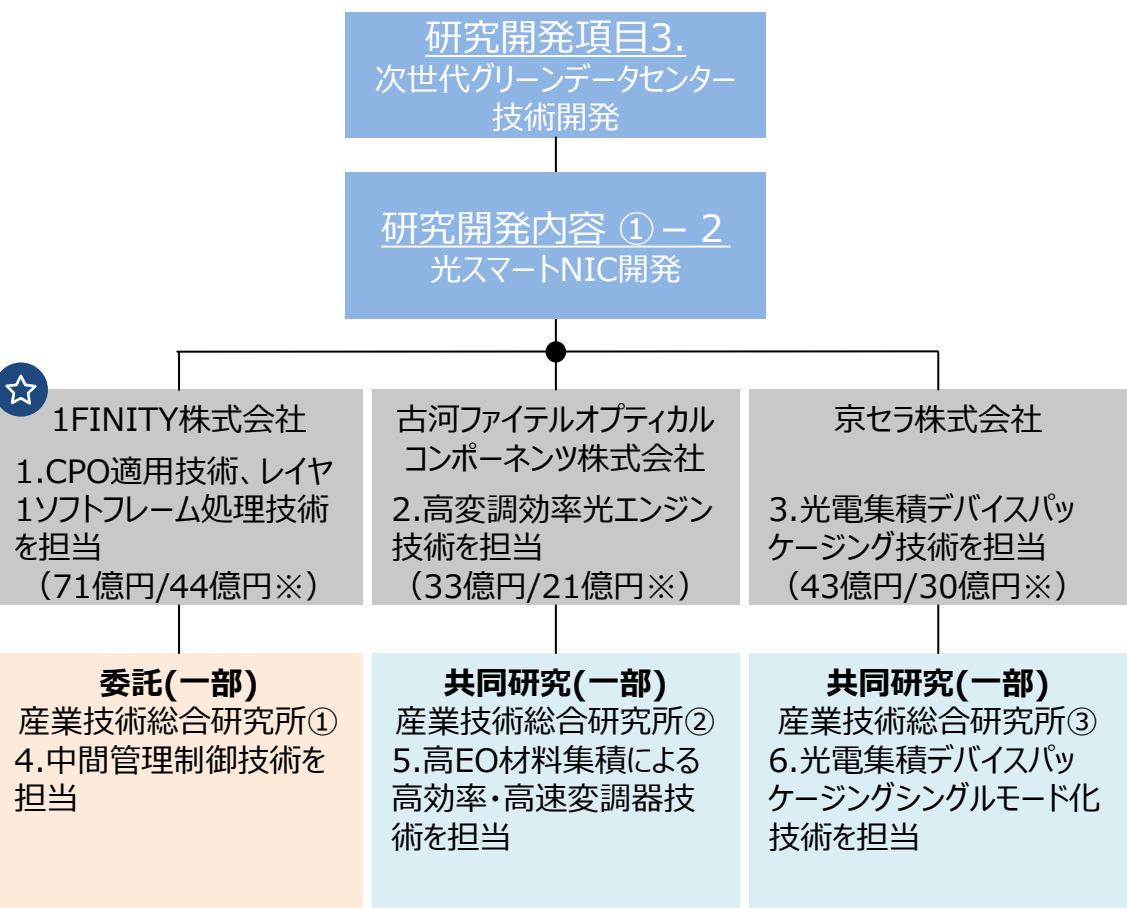 研究開発項目3.
次世代グリーンデータセンター
技術開発
研究開発内容 ①－２
光スマートNIC開発
1FINITY株式会社
1.CPO適用技術、レイヤ
1ソフトフレーム処理技術
を担当
（71億円/44億円※）
古河ファイテルオプティカル
コンポーネンツ株式会社
2.高変調効率光エンジン
技術を担当
（33億円/21億円※）
京セラ株式会社
3.光電集積デバイスパッ
ケージング技術を担当
（43億円/30億円※）
委託(一部)
産業技術総合研究所①
4.中間管理制御技術を
担当
共同研究(一部)
産業技術総合研究所②
5.高EO材料集積による
高効率・高速変調器技
術を担当
共同研究(一部)
産業技術総合研究所③
6.光電集積デバイスパッ
ケージングシングルモード化
技術を担当